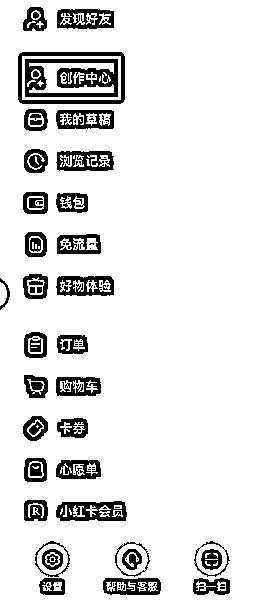 发现好友
创作中心
我的草稿
浏览记录
钱包
免流量
好物体验
订单
购物车
卡券
心愿单
R 小红卡会员
设置 帮助与客服 扫一扫